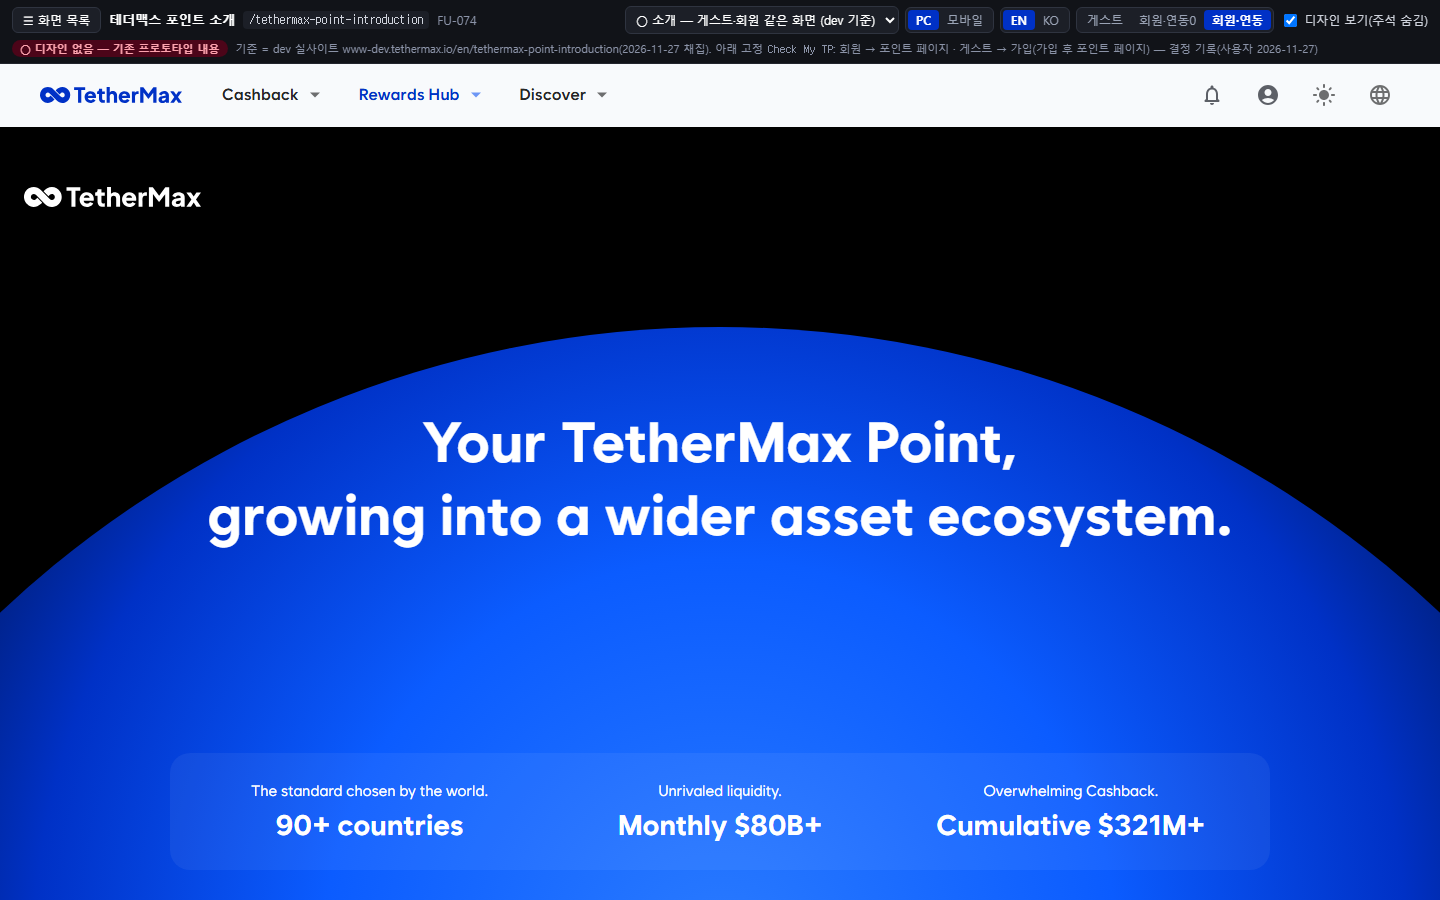 ☰ 화면 목록 테더맥스 포인트 소개 /tethermax-point-introduction FU-074 ○ 소개 — 게스트·회원 같은 화면 (dev 기준) PC 모바일 EN KO 게스트 회원·연동0 회원·연동 디자인 보기(주석 숨김)
○ 디자인 없음 — 기존 프로토타입 내용 기준 = dev 실사이트 www-dev.tethermax.io/en/tethermax-point-introduction(2026-11-27 채집). 아래 고정 Check My TP: 회원 → 포인트 페이지 · 게스트 → 가입(가입 후 포인트 페이지) — 결정 기록(사용자 2026-11-27)
TetherMax Cashback Rewards Hub Discover
TetherMax
Your TetherMax Point,
growing into a wider asset ecosystem.
The standard chosen by the world.
90+ countries
Unrivaled liquidity.
Monthly $80B+
Overwhelming Cashback.
Cumulative $321M+